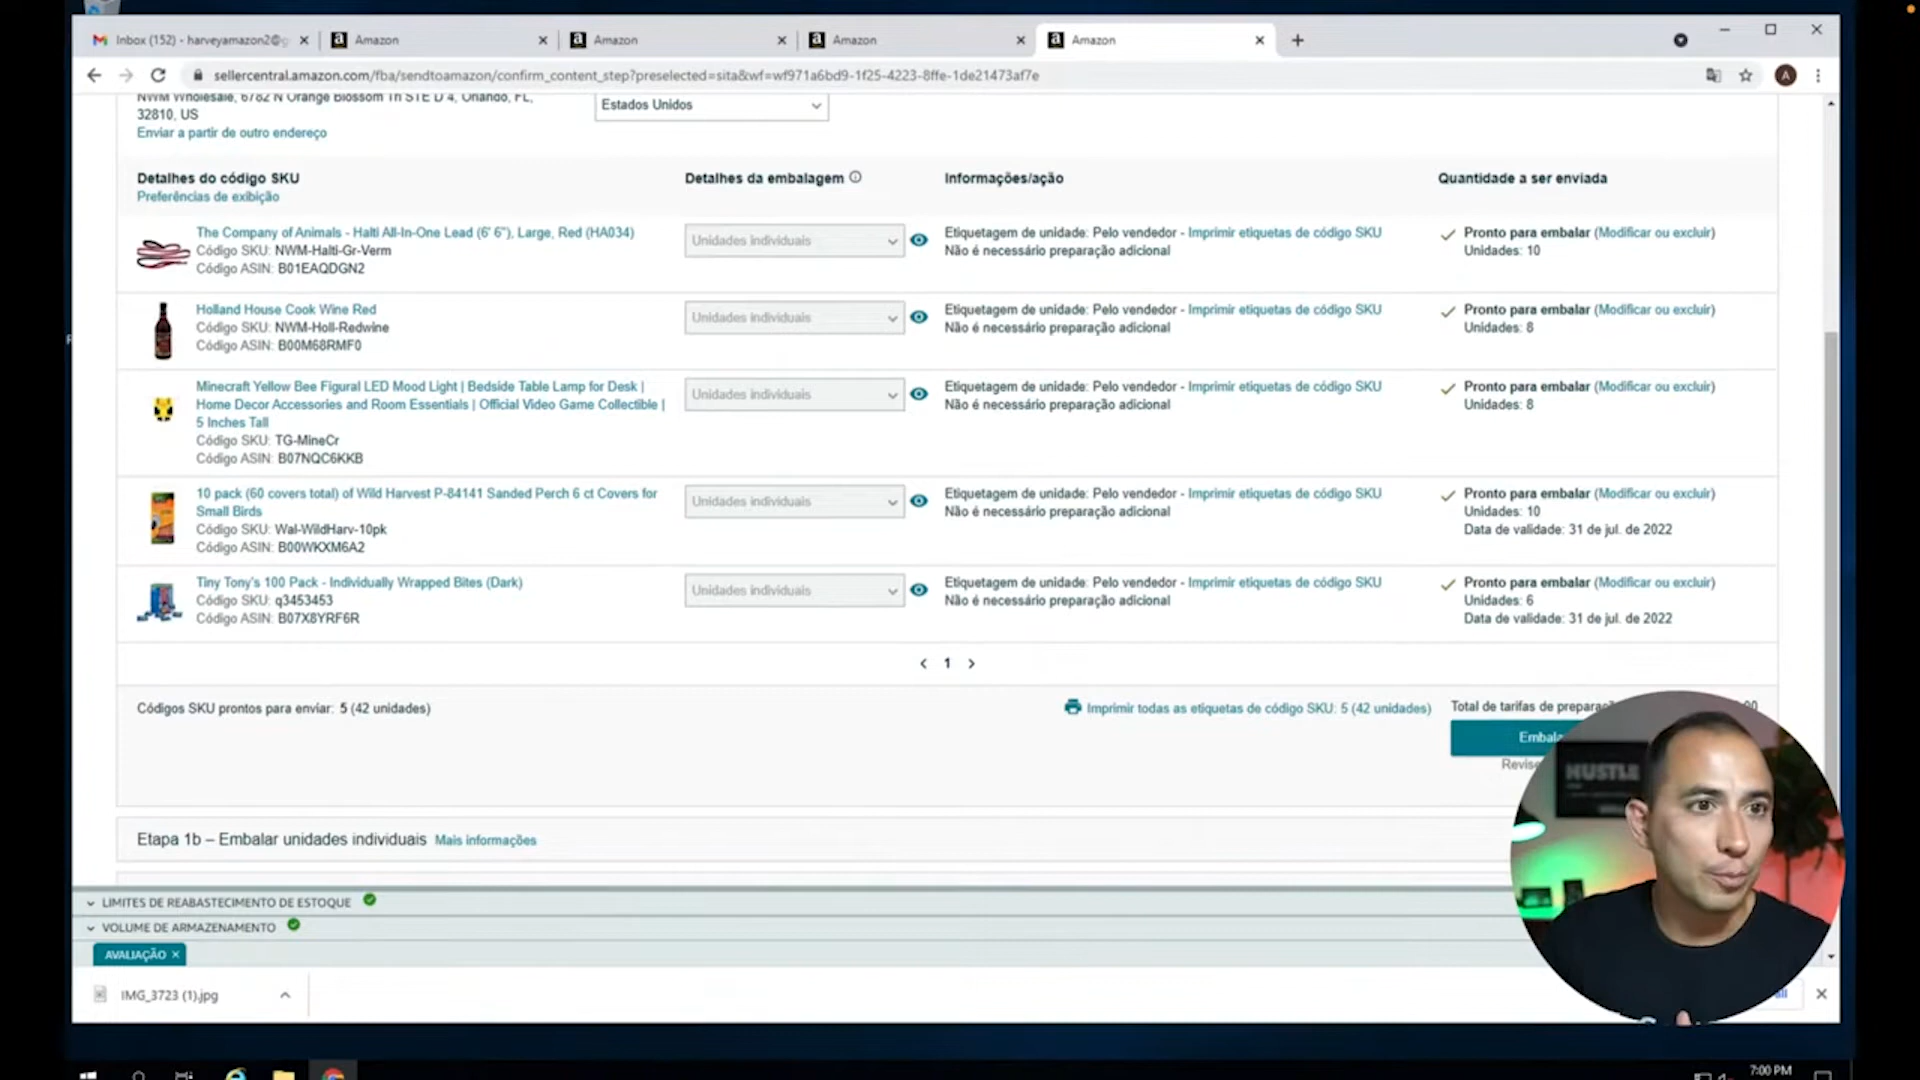 Inbox (152) - harveyamazon2@g
Amazon
Amazon
Amazon
Amazon
sellercentral.amazon.com/fba/sendtoamazon/confirm_content_step?preselected=sita&wf=wf971a6bd9-1f25-4223-8ffe-1de21473af7e
A
NWM Wholesale, 6782 N Orange Blossom Trl STE D 4, Orlando, FL,
32810, US
Enviar a partir de outro endereço
Estados Unidos
Detalhes do código SKU
Preferências de exibição
Detalhes da embalagem
Informações/ação
Quantidade a ser enviada
The Company of Animals - Halti All-In-One Lead (6' 6"), Large, Red (HA034)
Código SKU: NWM-Halti-Gr-Verm
Código ASIN: B01EAQDGN2
Unidades individuais
Etiquetagem de unidade: Pelo vendedor - Imprimir etiquetas de código SKU
Não é necessário preparação adicional
Pronto para embalar (Modificar ou excluir)
Unidades: 10
Holland House Cook Wine Red
Código SKU: NWM-Holl-Redwine
Código ASIN: B00M68RMF0
Unidades individuais
Etiquetagem de unidade: Pelo vendedor - Imprimir etiquetas de código SKU
Não é necessário preparação adicional
Pronto para embalar (Modificar ou excluir)
Unidades: 8
Minecraft Yellow Bee Figural LED Mood Light | Bedside Table Lamp for Desk |
Home Decor Accessories and Room Essentials | Official Video Game Collectible |
5 Inches Tall
Código SKU: TG-MineCr
Código ASIN: B07NQC6KKB
Unidades individuais
Etiquetagem de unidade: Pelo vendedor - Imprimir etiquetas de código SKU
Não é necessário preparação adicional
Pronto para embalar (Modificar ou excluir)
Unidades: 8
10 pack (60 covers total) of Wild Harvest P-84141 Sanded Perch 6 ct Covers for
Small Birds
Código SKU: Wal-WildHarv-10pk
Código ASIN: B00WKXM6A2
Unidades individuais
Etiquetagem de unidade: Pelo vendedor - Imprimir etiquetas de código SKU
Não é necessário preparação adicional
Pronto para embalar (Modificar ou excluir)
Unidades: 10
Data de validade: 31 de jul. de 2022
Tiny Tony's 100 Pack - Individually Wrapped Bites (Dark)
Código SKU: q3453453
Código ASIN: B07X8YRF6R
Unidades individuais
Etiquetagem de unidade: Pelo vendedor - Imprimir etiquetas de código SKU
Não é necessário preparação adicional
Pronto para embalar (Modificar ou excluir)
Unidades: 6
Data de validade: 31 de jul. de 2022
1
Códigos SKU prontos para enviar: 5 (42 unidades)
Imprimir todas as etiquetas de código SKU: 5 (42 unidades)
Total de tarifas de prepara
Embala
Revise
HUSTLE
Etapa 1b – Embalar unidades individuais Mais informações
LIMITES DE REABASTECIMENTO DE ESTOQUE
VOLUME DE ARMAZENAMENTO
AVALIAÇÃO ×
IMG_3723 (1).jpg
7:00 PM